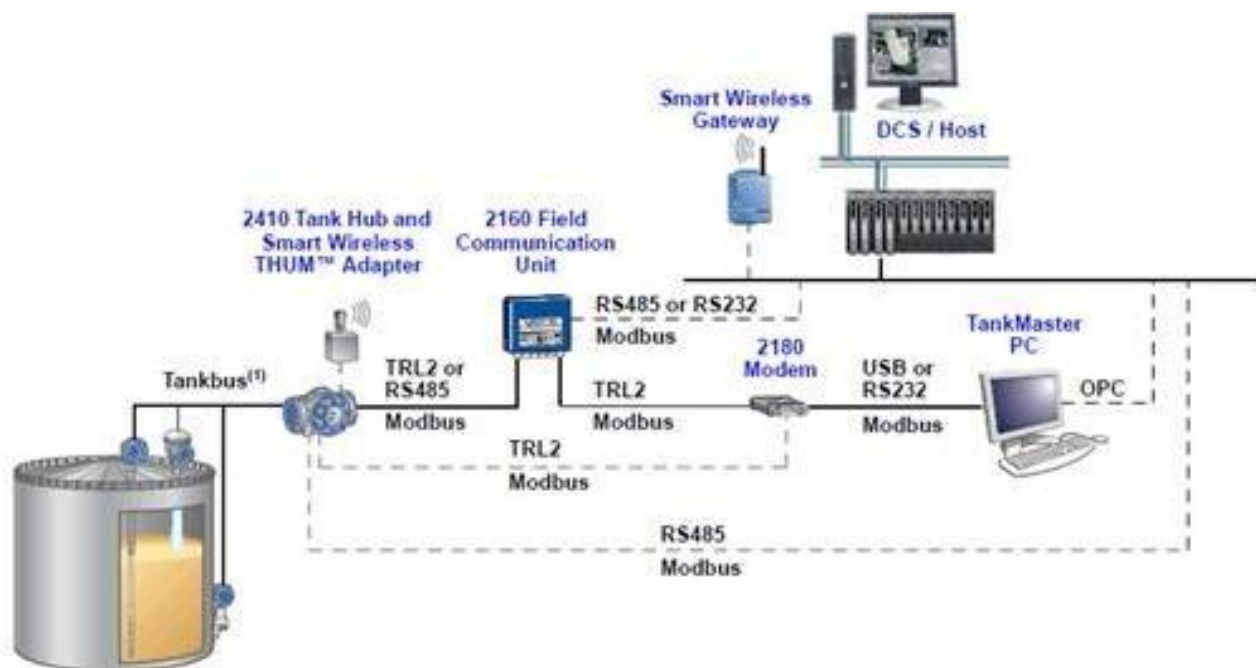 Smart Wireless
Gateway
DCS / Host
2410 Tank Hub and
Smart Wireless
THUM™ Adapter
2160 Field
Communication
Unit
RS485 or RS232
Modbus
TankMaster
PC
2180
Modem
Tankbus(1)
TRL2 or
RS485
Modbus
TRL2
Modbus
USB or
RS232
Modbus
OPC
TRL2
Modbus
RS485
Modbus